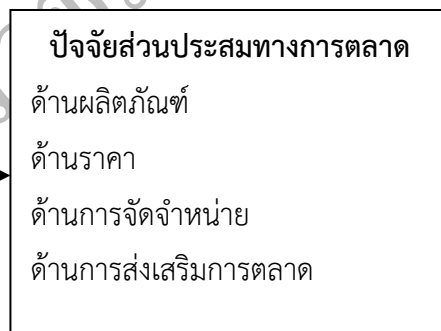 ปัจจัยส่วนประสมทางการตลาด
ด้านผลิตภัณฑ์
ด้านราคา
ด้านการจัดจำหน่าย
ด้านการส่งเสริมการตลาด